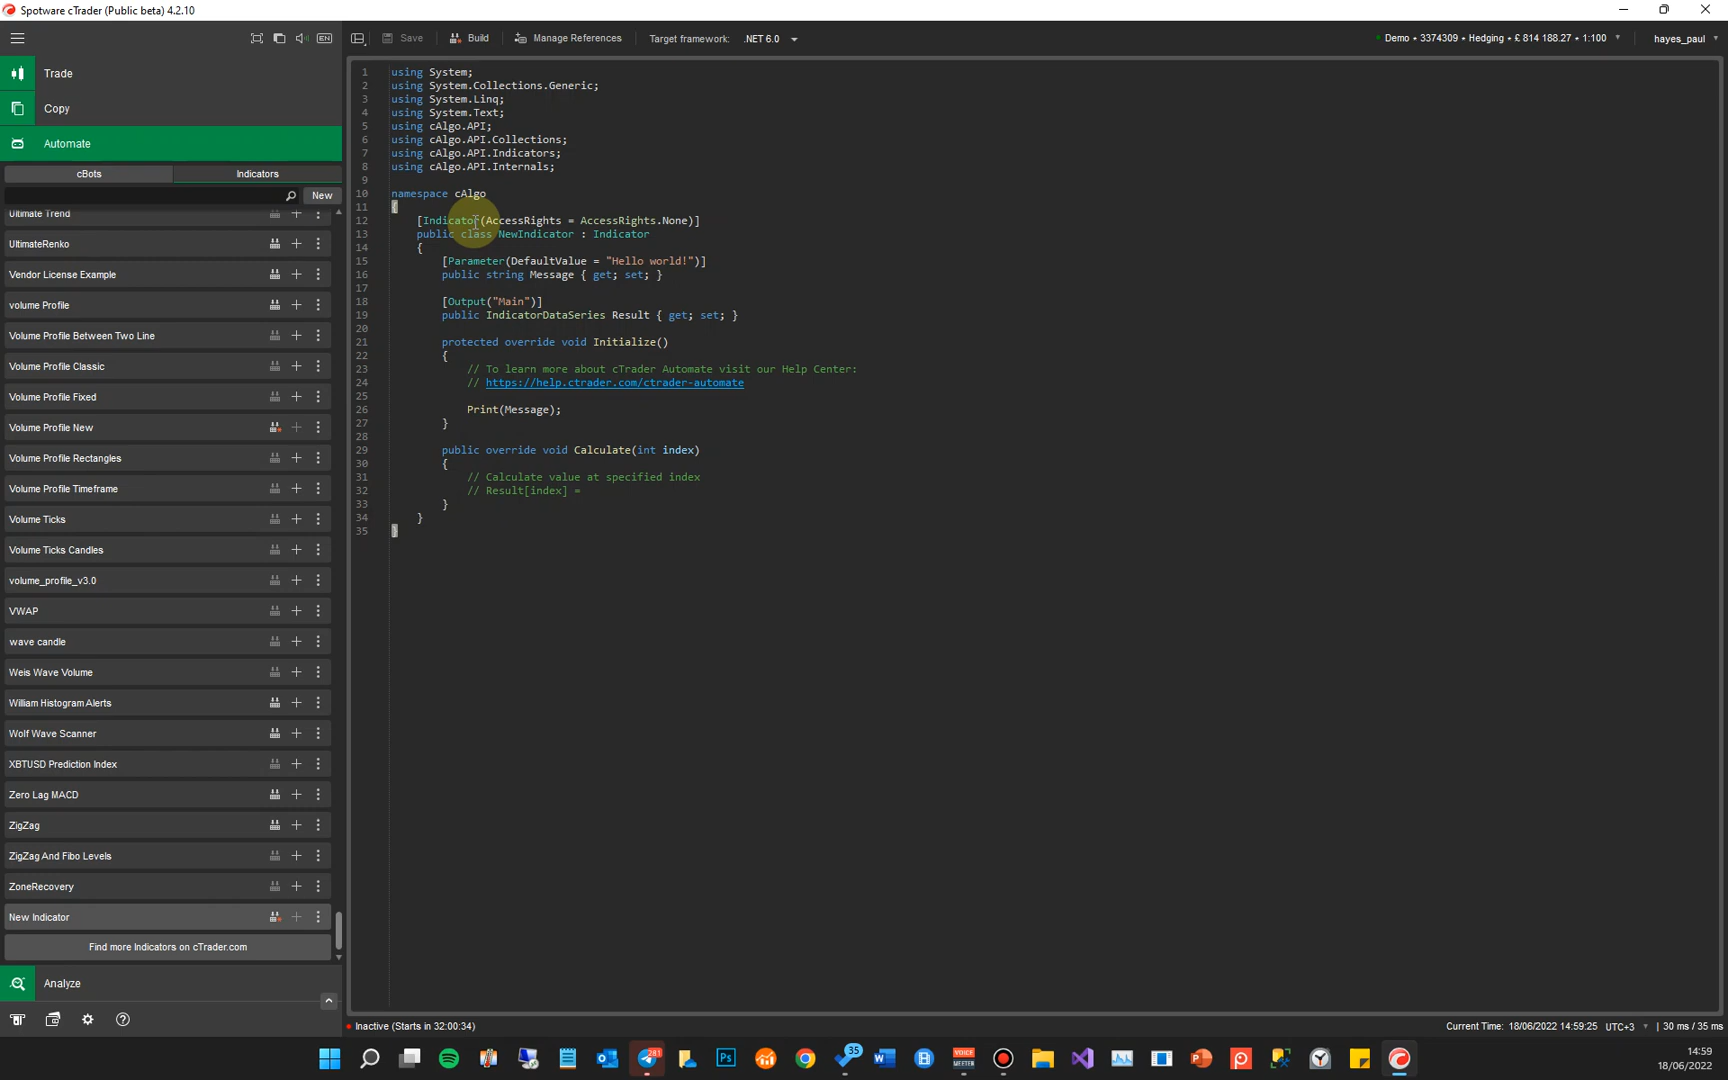 Spotware cTrader (Public beta) 4.2.10
EN
Save
Build
Manage References
Target framework:
.NET 6.0
Demo • 3374309 • Hedging • £ 814 188.27 • 1:100
hayes_paul
Trade
Copy
Automate
cBots
Indicators
New
Ultimate Trend
UltimateRenko
Vendor License Example
volume Profile
Volume Profile Between Two Line
Volume Profile Classic
Volume Profile Fixed
Volume Profile New
Volume Profile Rectangles
Volume Profile Timeframe
Volume Ticks
Volume Ticks Candles
volume_profile_v3.0
VWAP
wave candle
Weis Wave Volume
William Histogram Alerts
Wolf Wave Scanner
XBTUSD Prediction Index
Zero Lag MACD
ZigZag
ZigZag And Fibo Levels
ZoneRecovery
New Indicator
Find more Indicators on cTrader.com
Analyze
1 using System;
2 using System.Collections.Generic;
3 using System.Linq;
4 using System.Text;
5 using cAlgo.API;
6 using cAlgo.API.Collections;
7 using cAlgo.API.Indicators;
8 using cAlgo.API.Internals;
9
10 namespace cAlgo
11 {
12 [Indicator(AccessRights = AccessRights.None)]
13 public class NewIndicator : Indicator
14 {
15 [Parameter(DefaultValue = "Hello world!")]
16 public string Message { get; set; }
17
18 [Output("Main")]
19 public IndicatorDataSeries Result { get; set; }
20
21 protected override void Initialize()
22 {
23 // To learn more about cTrader Automate visit our Help Center:
24 // https://help.ctrader.com/ctrader-automate
25
26 Print(Message);
27 }
28
29 public override void Calculate(int index)
30 {
31 // Calculate value at specified index
32 // Result[index] =
33 }
34 }
35 }
Inactive (Starts in 32:00:34)
Current Time: 18/06/2022 14:59:25 UTC+3 | 30 ms / 35 ms
281
Ps
35
VOICE
MEETER
14:59
18/06/2022